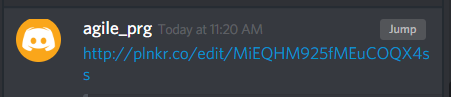 agile_prg Today at 11:20 AM Jump
http://plnkr.co/edit/MiEQHM925fMEuCOQX4s
s